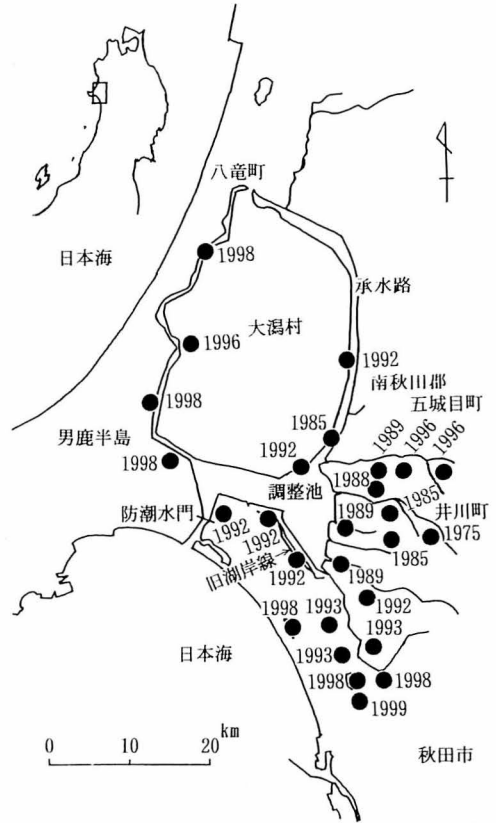 八竜町
日本海
1998
承水路
大潟村
1996
1992
南秋田郡
1998
五城目町
1985
男鹿半島
1989
1996
1996
1998
1992
1988
調整池
1985
防潮水門
1992
1992
1989
井川町
1975
1985
旧湖岸線
1992
1989
1992
1998
1993
1993
日本海
1993
1998
1998
1999
km
0
10
20
秋田市